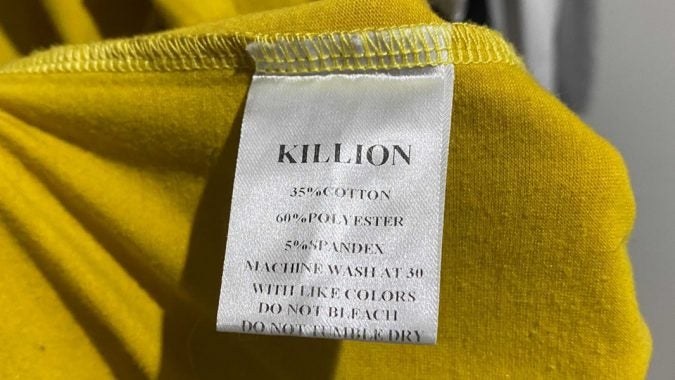 KILLION
35%COTTON
60%POLYESTER
5%SPANDEX
MACHINE WASH AT 30
WITH LIKE COLORS
DO NOT BLEACH
DO NOT TUMBLE DRY